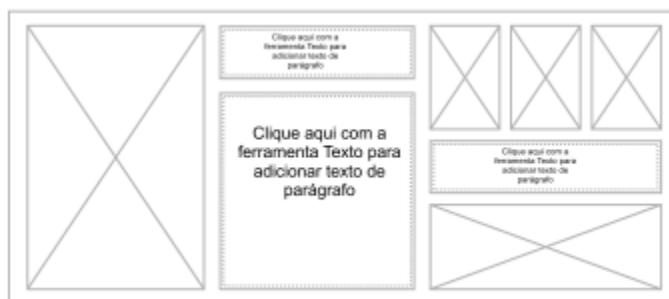 Clique aqui com a
ferramenta Texto para
adicionar texto de
parágrafo
Clique aqui com a
ferramenta Texto para
adicionar texto de
parágrafo
Clique aqui com a
ferramenta Texto para
adicionar texto de
parágrafo